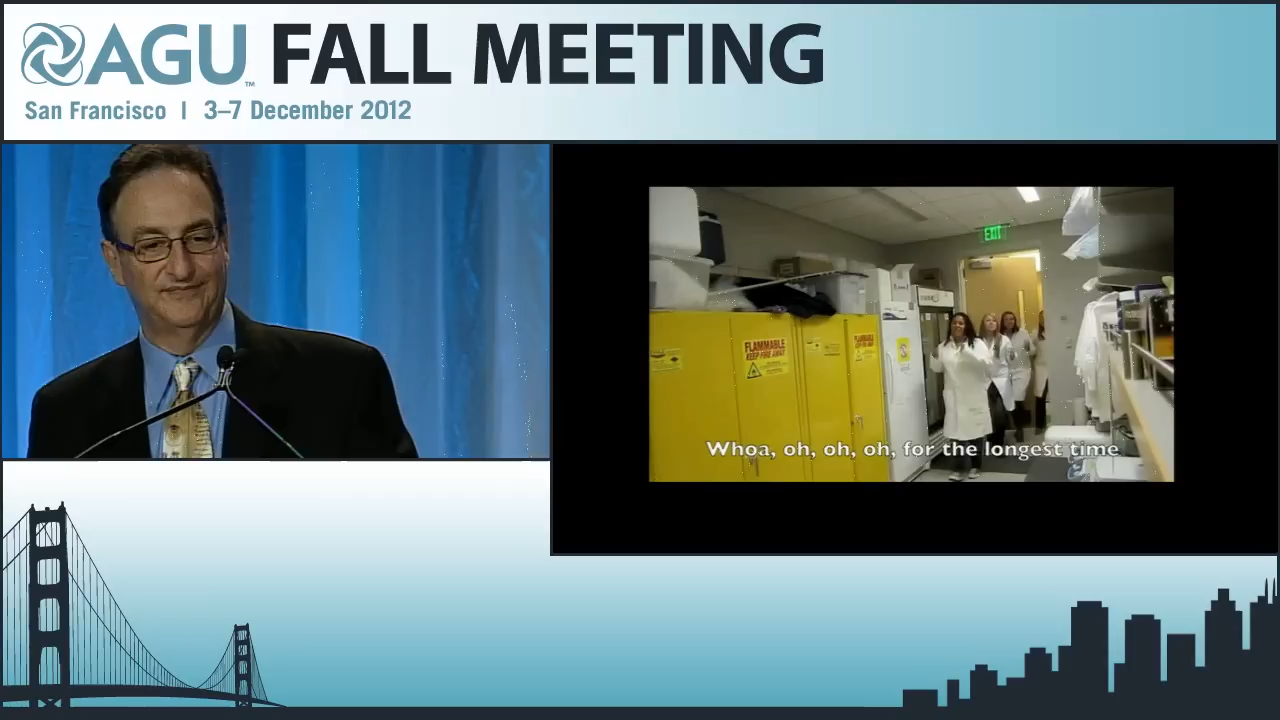 AGU™ FALL MEETING
San Francisco | 3–7 December 2012
EXIT
FLAMMABLE
KEEP FIRE AWAY
Whoa, oh, oh, oh, for the longest time